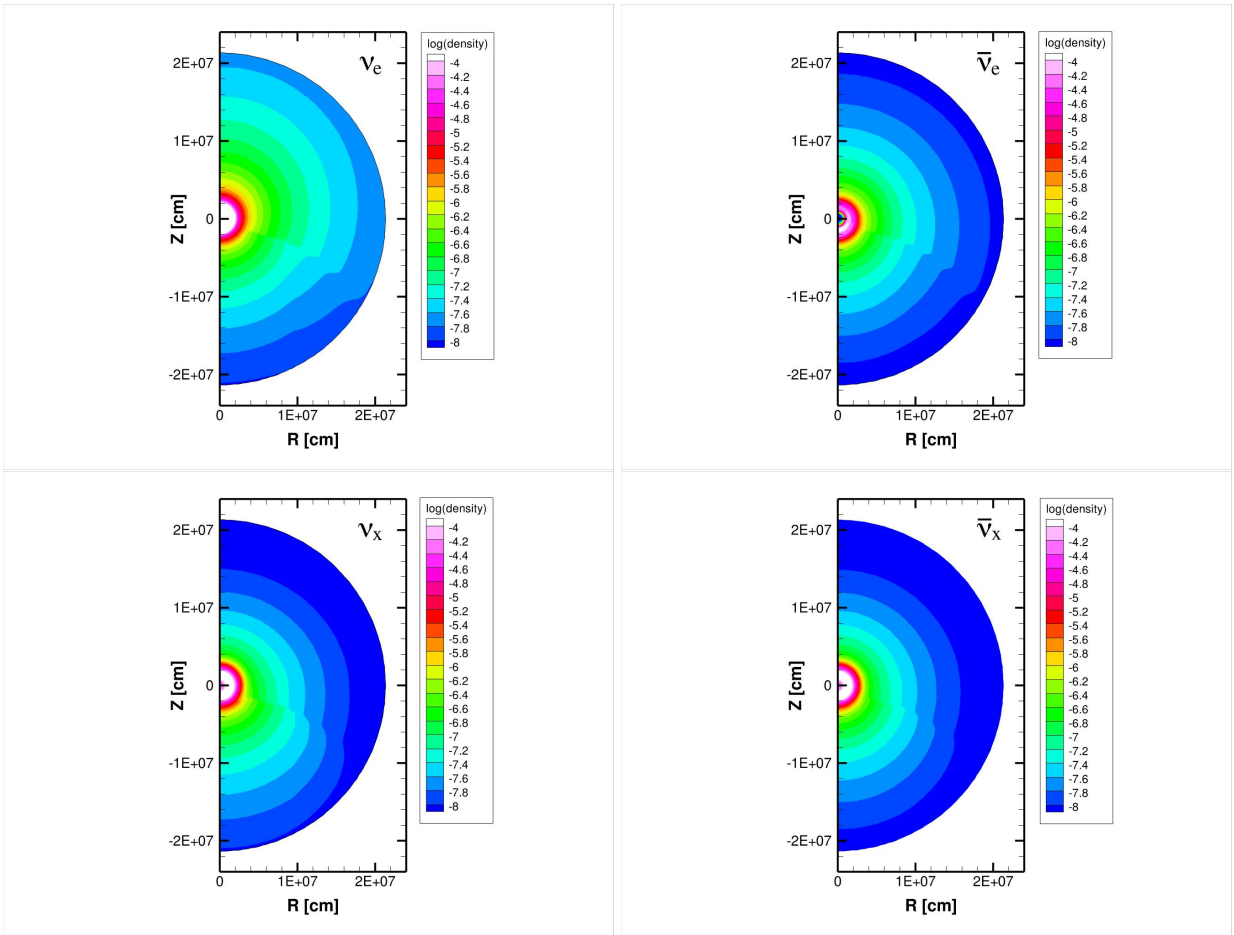 ν_e
log(density)
-4
-4.2
-4.4
-4.6
-4.8
-5
-5.2
-5.4
-5.6
-5.8
-6
-6.2
-6.4
-6.6
-6.8
-7
-7.2
-7.4
-7.6
-7.8
-8
2E+07
1E+07
0
-1E+07
-2E+07
Z [cm]
0 1E+07 2E+07
R [cm]
ν̄_e
log(density)
-4
-4.2
-4.4
-4.6
-4.8
-5
-5.2
-5.4
-5.6
-5.8
-6
-6.2
-6.4
-6.6
-6.8
-7
-7.2
-7.4
-7.6
-7.8
-8
2E+07
1E+07
0
-1E+07
-2E+07
Z [cm]
0 1E+07 2E+07
R [cm]
ν_x
log(density)
-4
-4.2
-4.4
-4.6
-4.8
-5
-5.2
-5.4
-5.6
-5.8
-6
-6.2
-6.4
-6.6
-6.8
-7
-7.2
-7.4
-7.6
-7.8
-8
2E+07
1E+07
0
-1E+07
-2E+07
Z [cm]
0 1E+07 2E+07
R [cm]
ν̄_x
log(density)
-4
-4.2
-4.4
-4.6
-4.8
-5
-5.2
-5.4
-5.6
-5.8
-6
-6.2
-6.4
-6.6
-6.8
-7
-7.2
-7.4
-7.6
-7.8
-8
2E+07
1E+07
0
-1E+07
-2E+07
Z [cm]
0 1E+07 2E+07
R [cm]